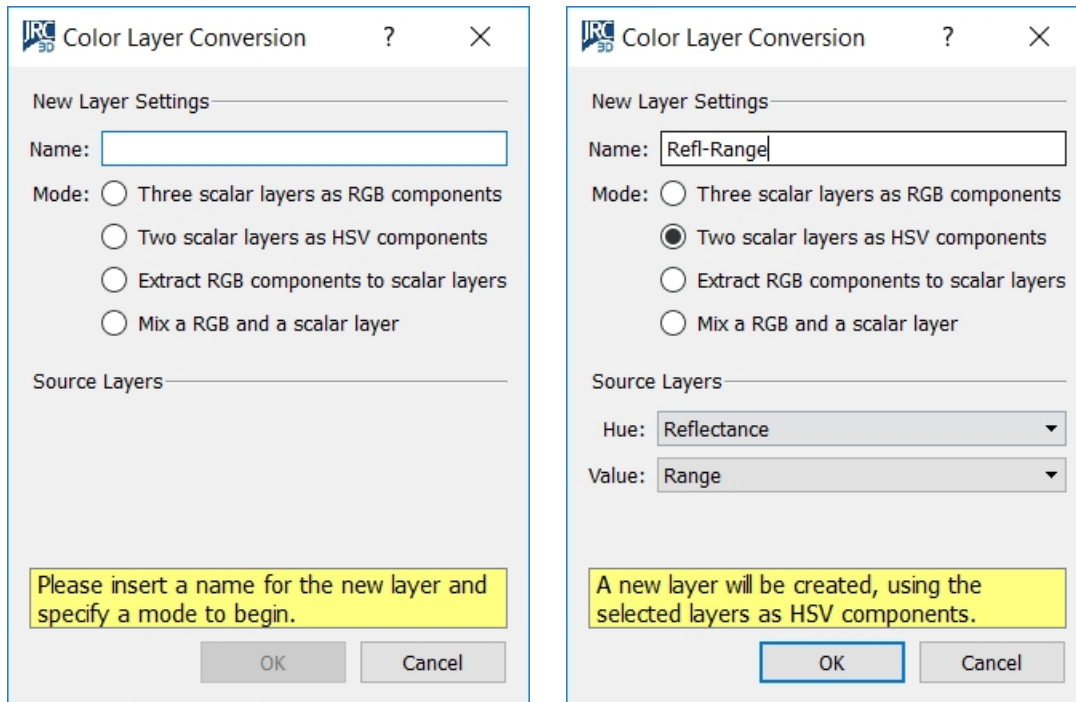 JRC 3D Color Layer Conversion ?
New Layer Settings
Name:
Mode: Three scalar layers as RGB components
Two scalar layers as HSV components
Extract RGB components to scalar layers
Mix a RGB and a scalar layer
Source Layers
Please insert a name for the new layer and
specify a mode to begin.
OK Cancel
JRC 3D Color Layer Conversion ?
New Layer Settings
Name: Refl-Range
Mode: Three scalar layers as RGB components
Two scalar layers as HSV components
Extract RGB components to scalar layers
Mix a RGB and a scalar layer
Source Layers
Hue: Reflectance
Value: Range
A new layer will be created, using the
selected layers as HSV components.
OK Cancel